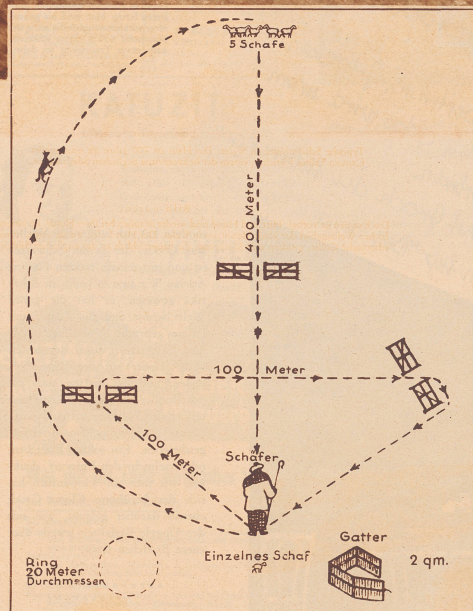 5 Schafe
400 Meter
100 Meter
100 Meter
Schäfer
Einzelnes Schaf
Ring
20 Meter
Durchmesser
Gatter
2 qm.